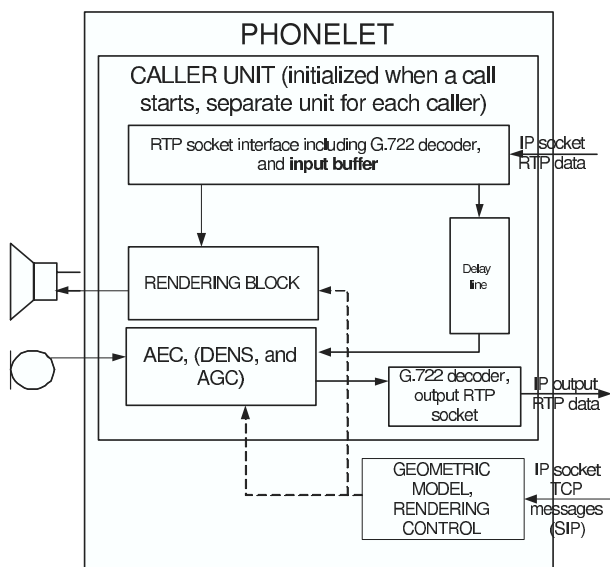 PHONELET
CALLER UNIT (initialized when a call
starts, separate unit for each caller)
RTP socket interface including G.722 decoder,
and input buffer
IP socket
RTP data
Delay
line
RENDERING BLOCK
AEC, (DENS, and
AGC)
G.722 decoder,
output RTP
socket
IP output
RTP data
GEOMETRIC
MODEL,
RENDERING
CONTROL
IP socket
TCP
messages
(SIP)